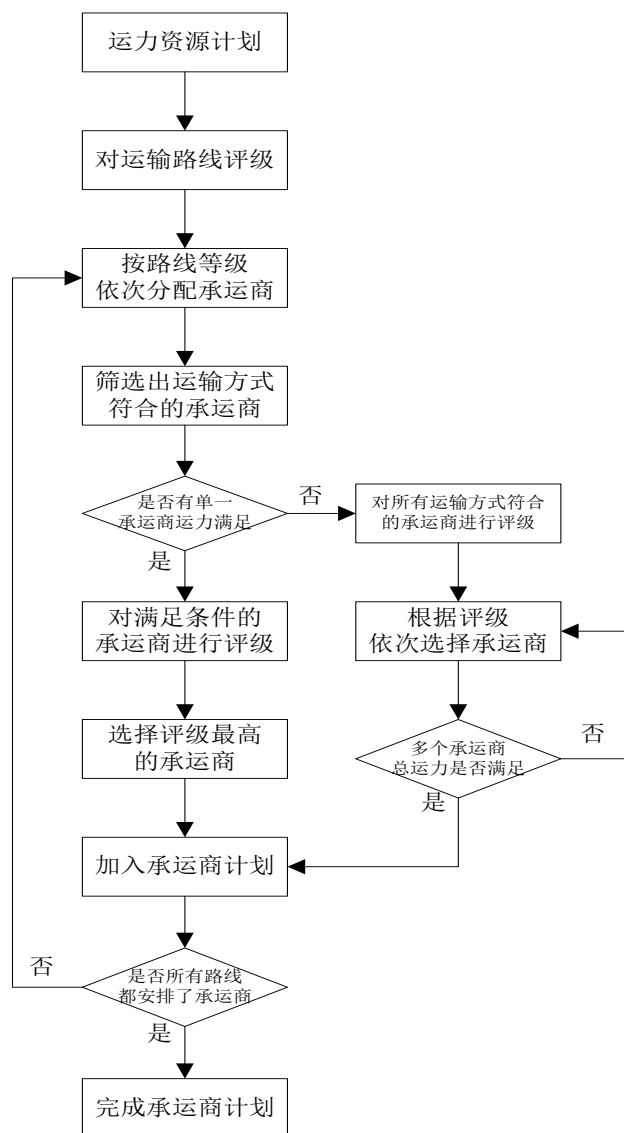 运力资源计划
对运输路线评级
按路线等级
依次分配承运商
筛选出运输方式
符合的承运商
是否有单一
承运商运力满足
否
对所有运输方式符合
的承运商进行评级
是
对满足条件的
承运商进行评级
根据评级
依次选择承运商
选择评级最高
的承运商
多个承运商
总运力是否满足
否
是
加入承运商计划
否
是否所有路线
都安排了承运商
是
完成承运商计划